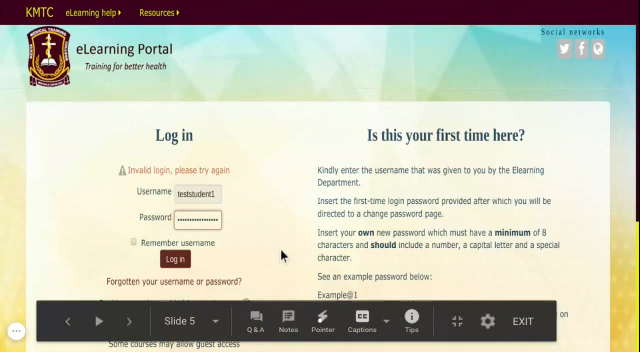 KMTC eLearning help Resources
Social networks
eLearning Portal
Training for better health
Log in
Invalid login, please try again
Username teststudent1
Password
Remember username
Log in
Forgotten your username or password?
Some courses may allow guest access
Is this your first time here?
Kindly enter the username that was given to you by the Elearning
Department.
Insert the first-time login password provided after which you will be
directed to a change password page.
Insert your own new password which must have a minimum of 8
characters and should include a number, a capital letter and a special
character.
See an example password below:
Example@1
on
Slide 5
Q & A
Notes
Pointer
CC
Captions
Tips
EXIT